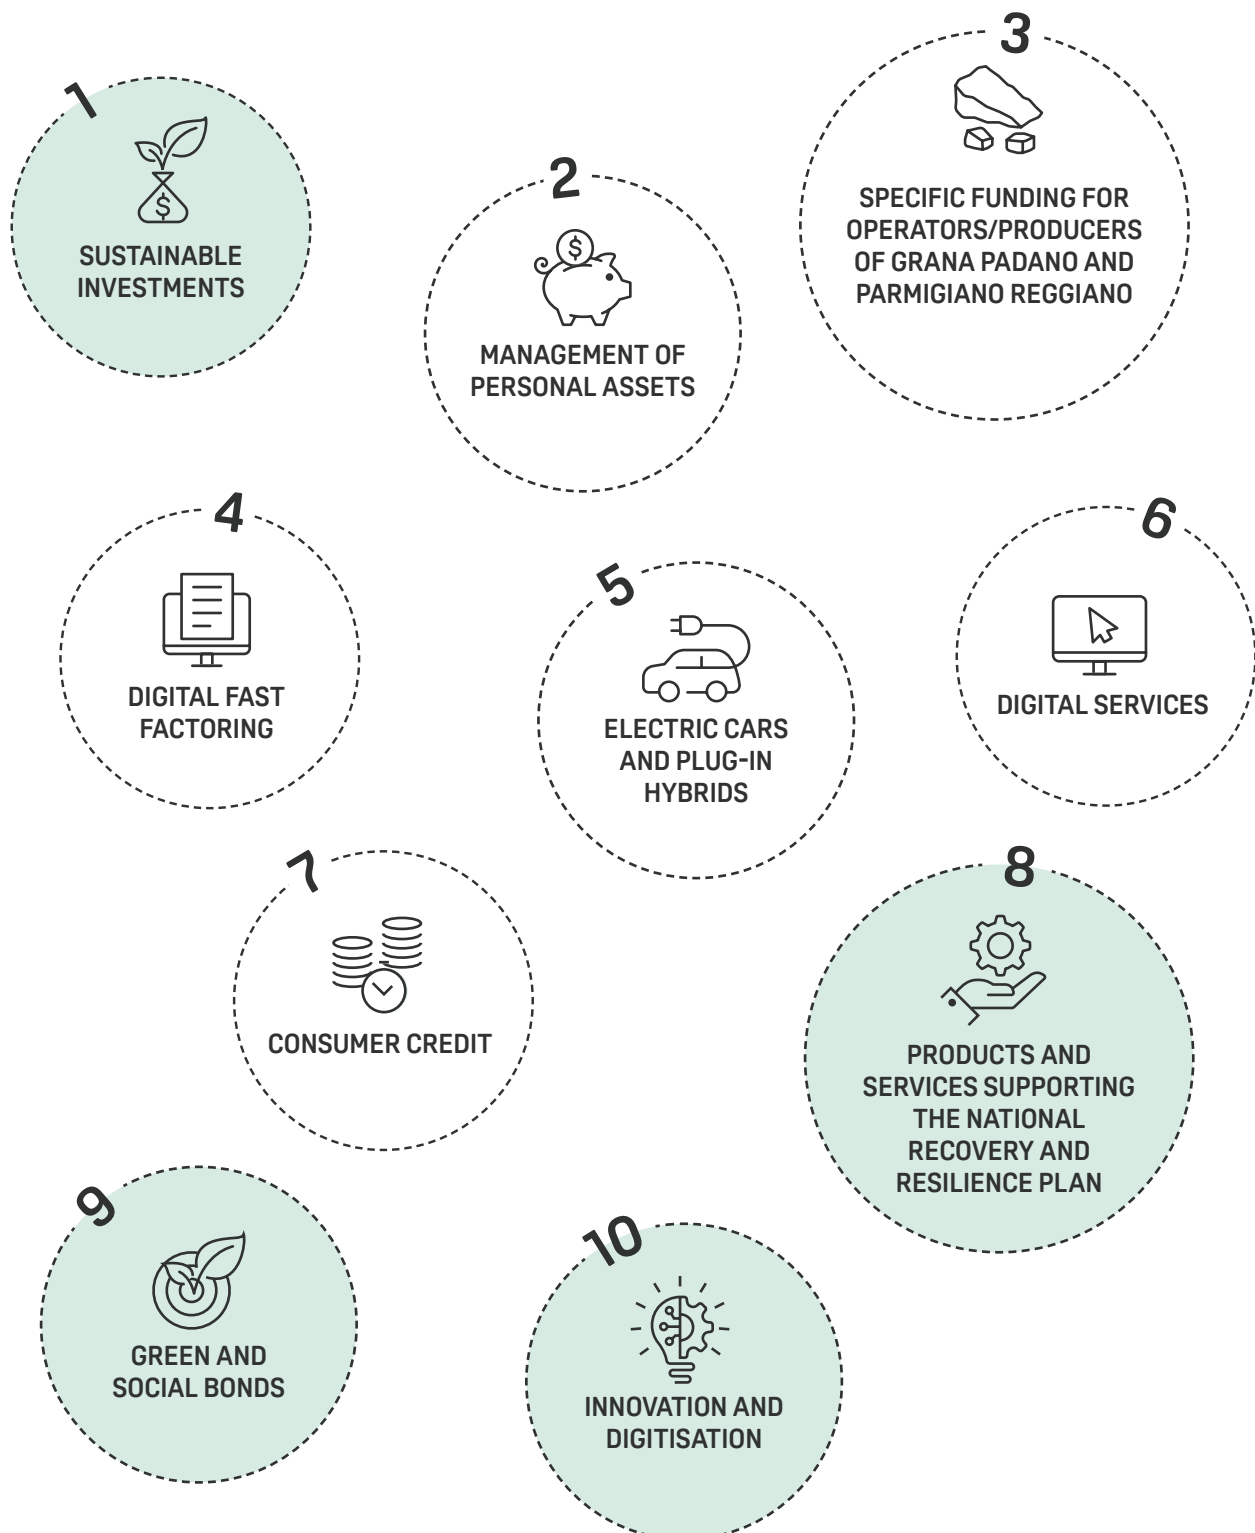 1
SUSTAINABLE
INVESTMENTS
2
MANAGEMENT OF
PERSONAL ASSETS
3
SPECIFIC FUNDING FOR
OPERATORS/PRODUCERS
OF GRANA PADANO AND
PARMIGIANO REGGIANO
4
DIGITAL FAST
FACTORING
5
ELECTRIC CARS
AND PLUG-IN
HYBRIDS
6
DIGITAL SERVICES
7
CONSUMER CREDIT
8
PRODUCTS AND
SERVICES SUPPORTING
THE NATIONAL
RECOVERY AND
RESILIENCE PLAN
9
GREEN AND
SOCIAL BONDS
10
INNOVATION AND
DIGITISATION